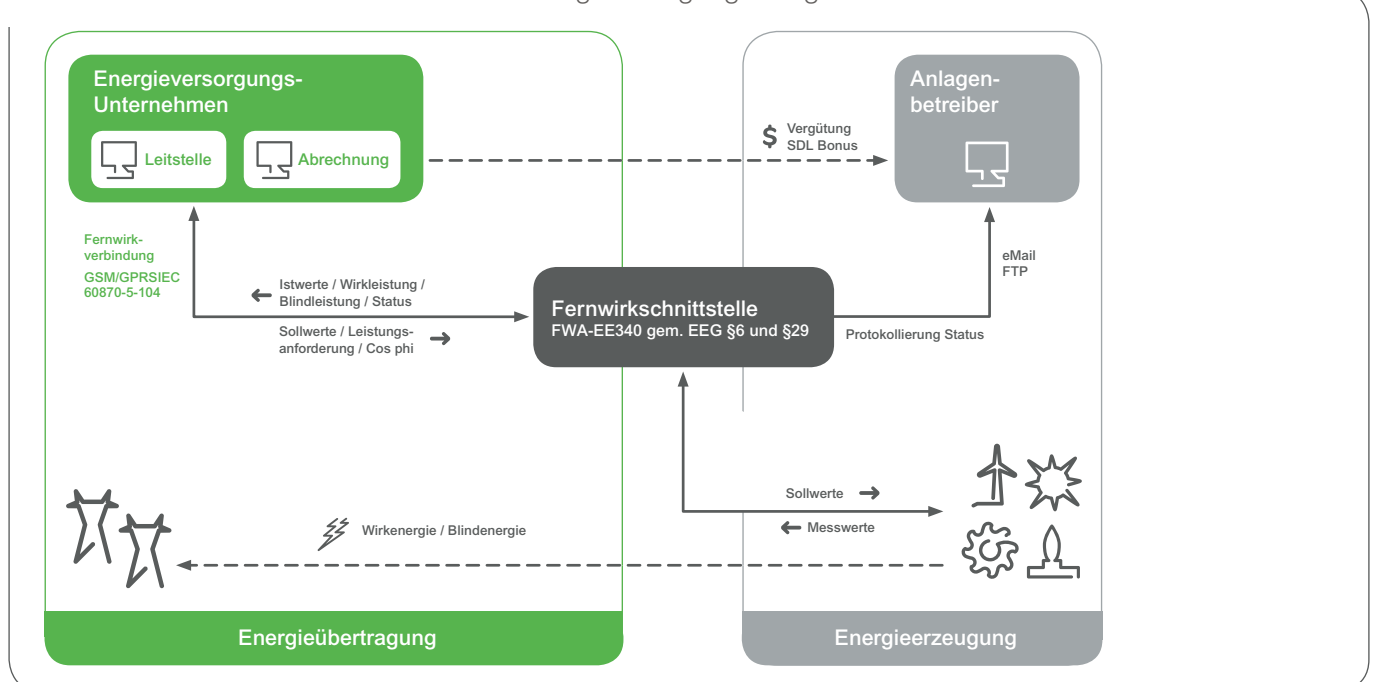 Energieversorgungs-
Unternehmen
Leitstelle
Abrechnung
$
Vergütung
SDL Bonus
Anlagen-
betreiber
Fernwirk-
verbindung
GSM/GPRSIEC
60870-5-104
Istwerte / Wirkleistung /
Blindleistung / Status
Sollwerte / Leistungs-
anforderung / Cos phi
Fernwirkschnittstelle
FWA-EE340 gem. EEG §6 und §29
eMail
FTP
Protokollierung Status
Sollwerte
Messwerte
Wirkenergie / Blindenergie
Energieübertragung
Energieerzeugung